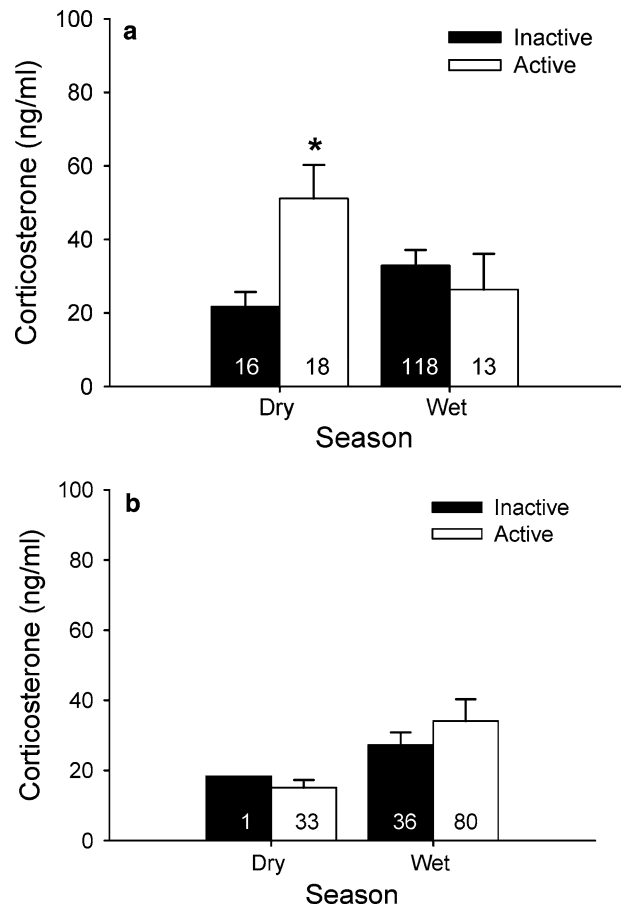 a
Inactive
Active
Corticosterone (ng/ml)
100
80
60
40
20
0
*
16 18 118 13
Dry Wet
Season
b
Inactive
Active
Corticosterone (ng/ml)
100
80
60
40
20
0
1 33 36 80
Dry Wet
Season